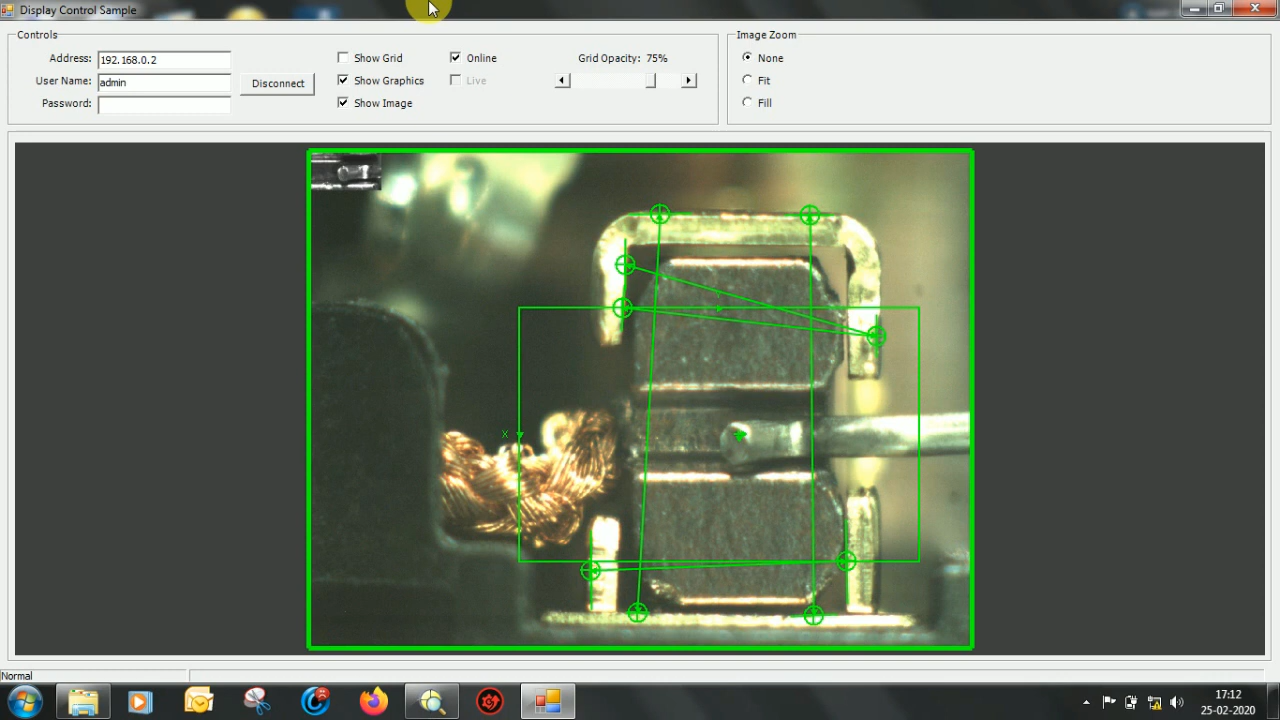 Display Control Sample
Controls
Address: 192.168.0.2
User Name: admin
Password:
Disconnect
Show Grid
Show Graphics
Show Image
Online
Live
Grid Opacity: 75%
Image Zoom
None
Fit
Fill
X
Normal
17:12
25-02-2020